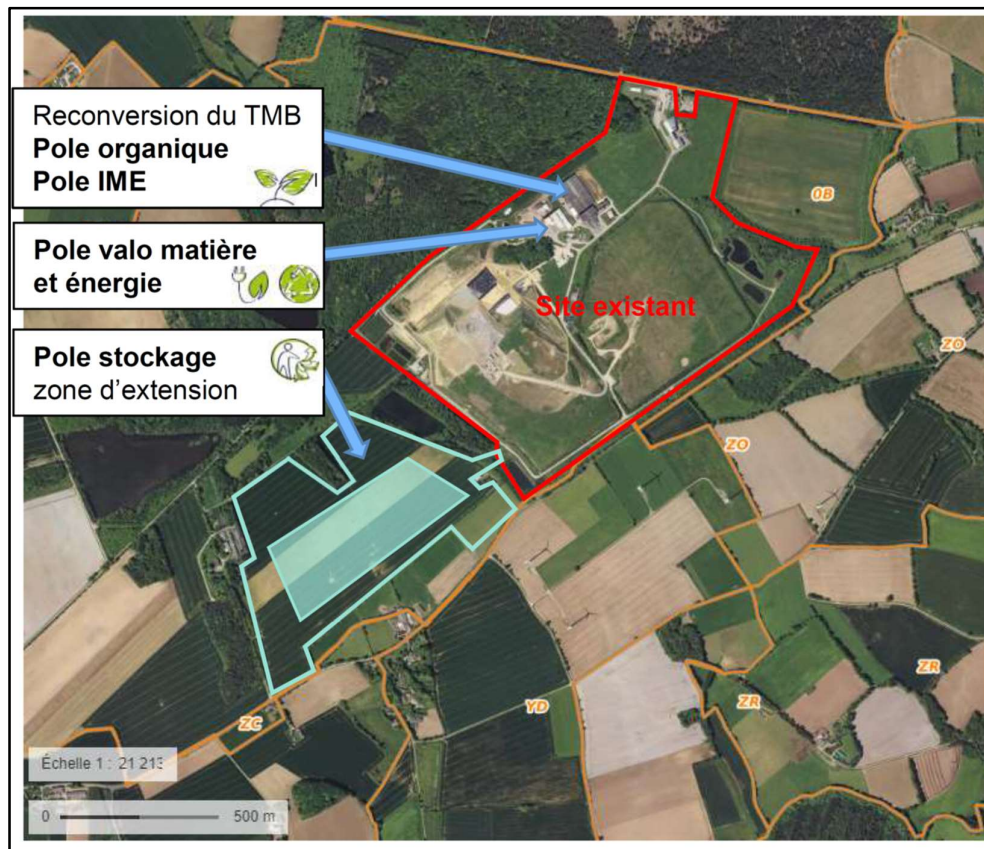 Reconversion du TMB
Pole organique
Pole IME
Pole valo matière
et énergie
Pole stockage
zone d'extension
Site existant
0B
ZO
ZO
ZR
ZR
YD
ZC
Échelle 1 : 21 213
0 500 m